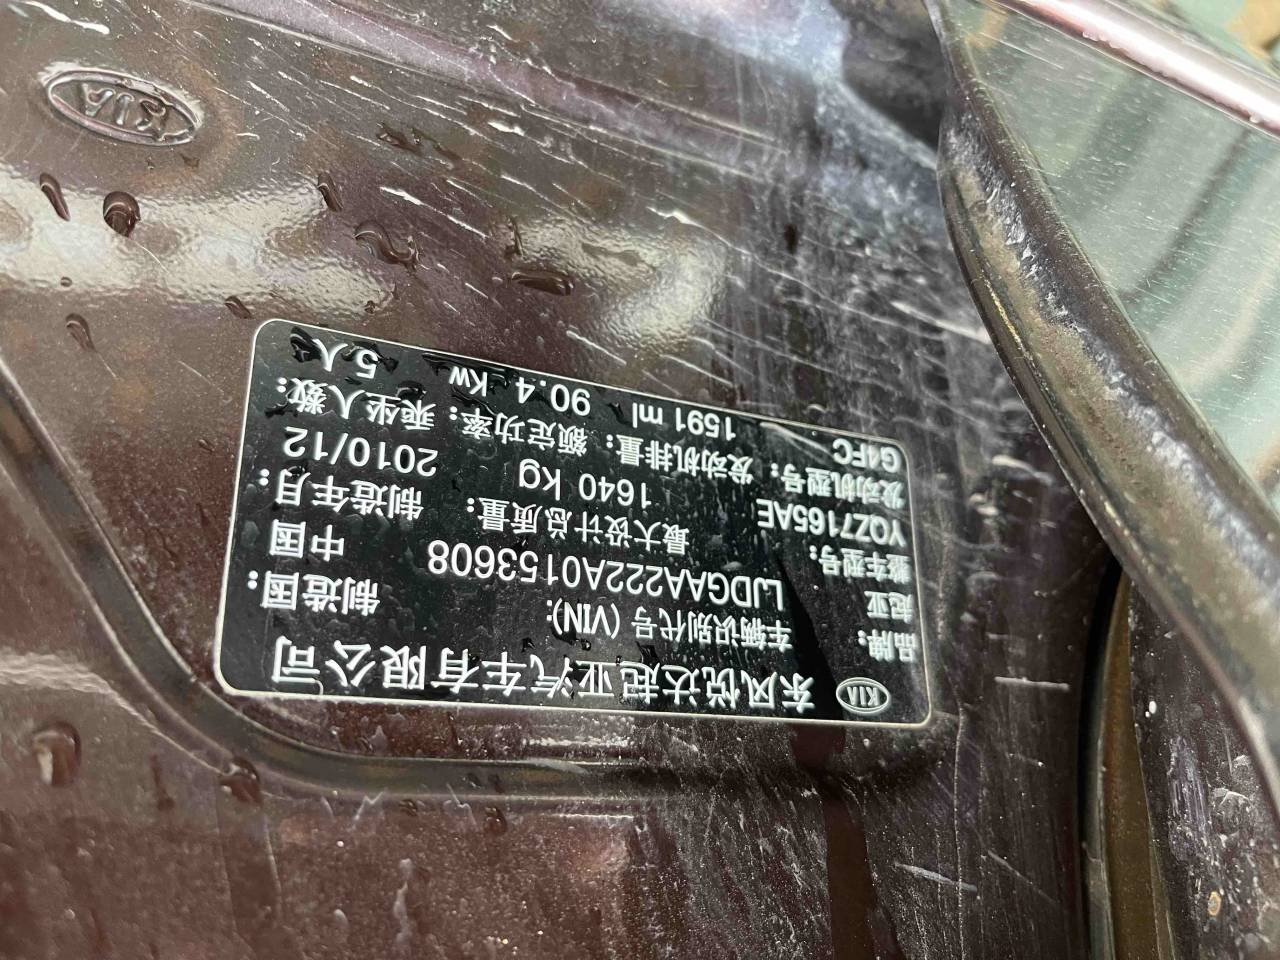 KIA
KIA 东风悦达起亚汽车有限公司
品牌: 起亚 车辆识别代号 (VIN): LJDGAA222A0153608 制造国: 中国
整车型号: YQZ7165AE 最大设计总质量: 1640 Kg 制造年月: 2010/12
发动机型号: G4FC 发动机排量: 1591 ml 额定功率: 90.4 Kw 乘坐人数: 5 人